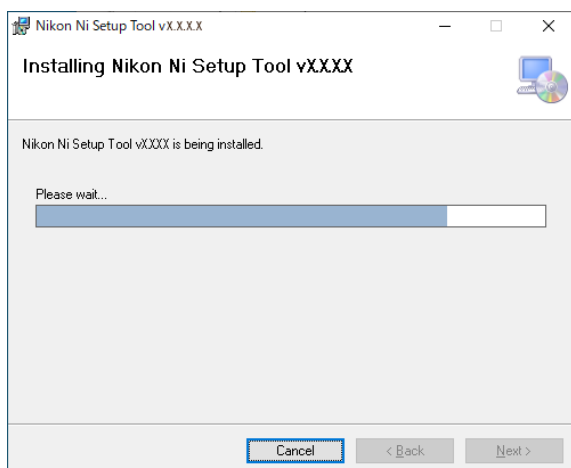 Nikon Ni Setup Tool vX.X.X.X
Installing Nikon Ni Setup Tool vX.X.X.X
Nikon Ni Setup Tool vX.X.X.X is being installed.
Please wait...
Cancel
< Back
Next >